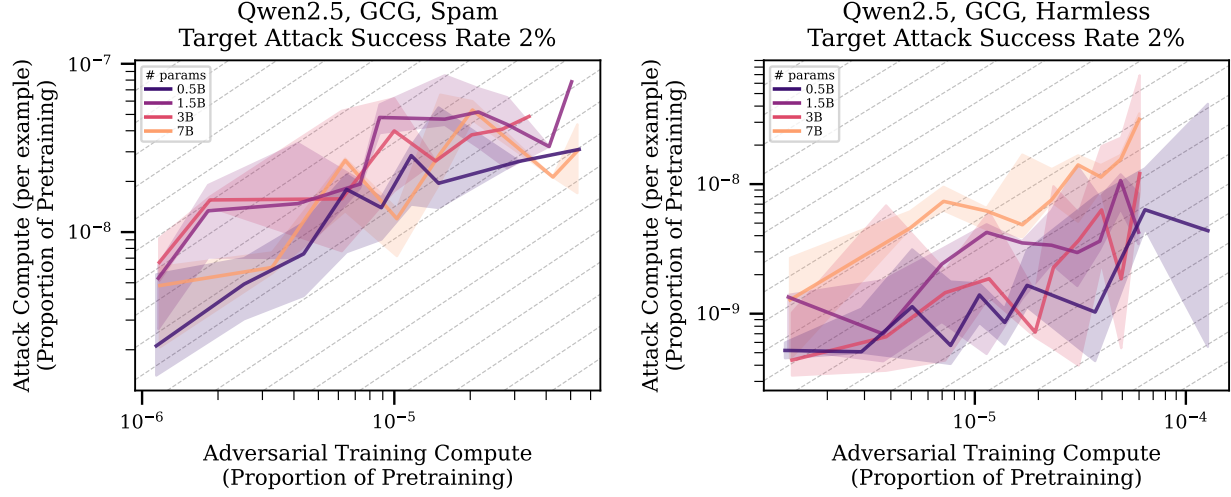 Qwen2.5, GCG, Spam
Target Attack Success Rate 2%
Attack Compute (per example)
(Proportion of Pretraining)
10⁻⁷
10⁻⁸
# params
0.5B
1.5B
3B
7B
10⁻⁶
10⁻⁵
Adversarial Training Compute
(Proportion of Pretraining)
Qwen2.5, GCG, Harmless
Target Attack Success Rate 2%
Attack Compute (per example)
(Proportion of Pretraining)
10⁻⁸
10⁻⁹
# params
0.5B
1.5B
3B
7B
10⁻⁵
10⁻⁴
Adversarial Training Compute
(Proportion of Pretraining)